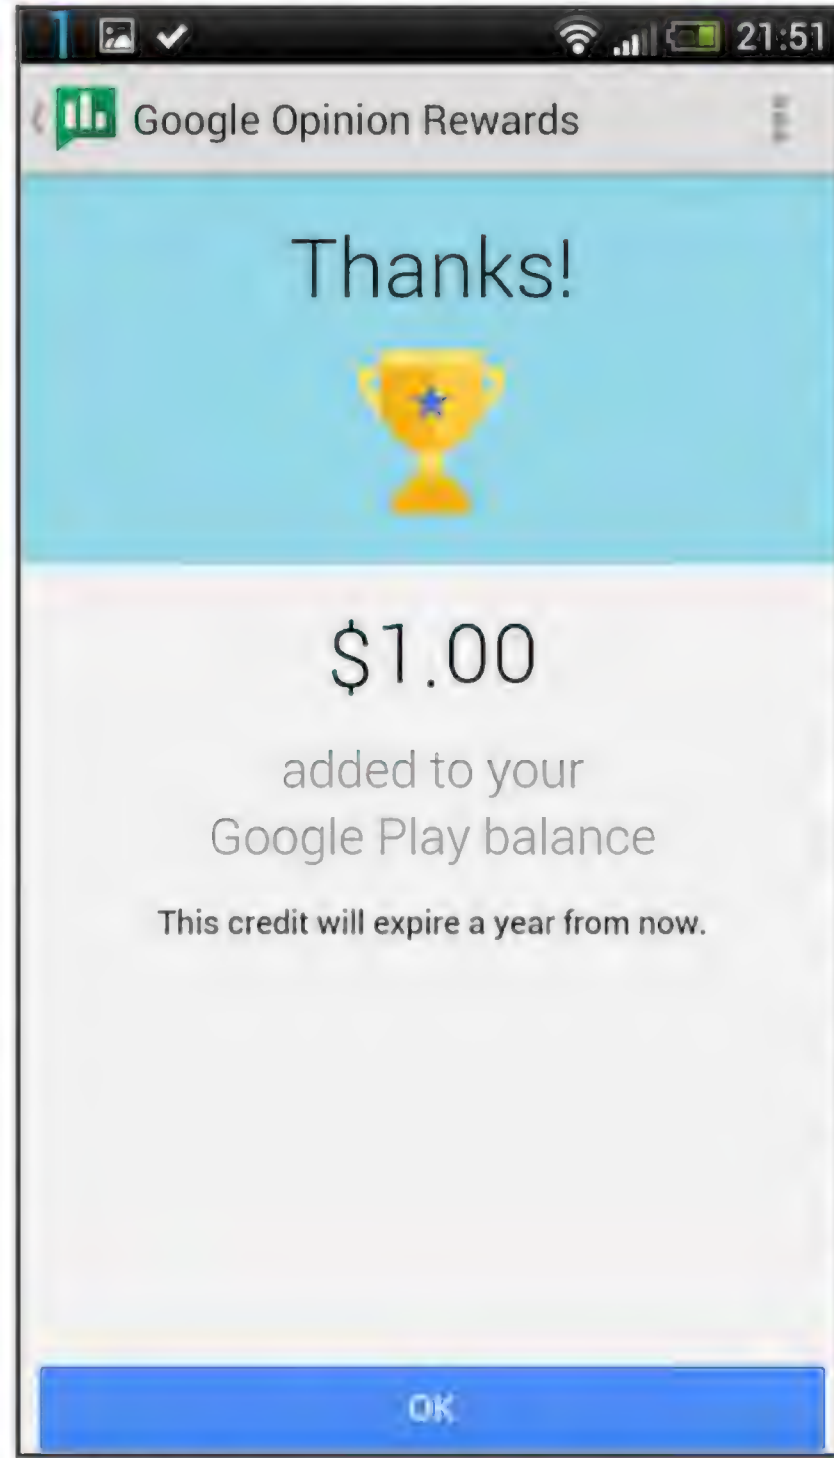 21:51
Google Opinion Rewards
Thanks!
$1.00
added to your
Google Play balance
This credit will expire a year from now.
OK